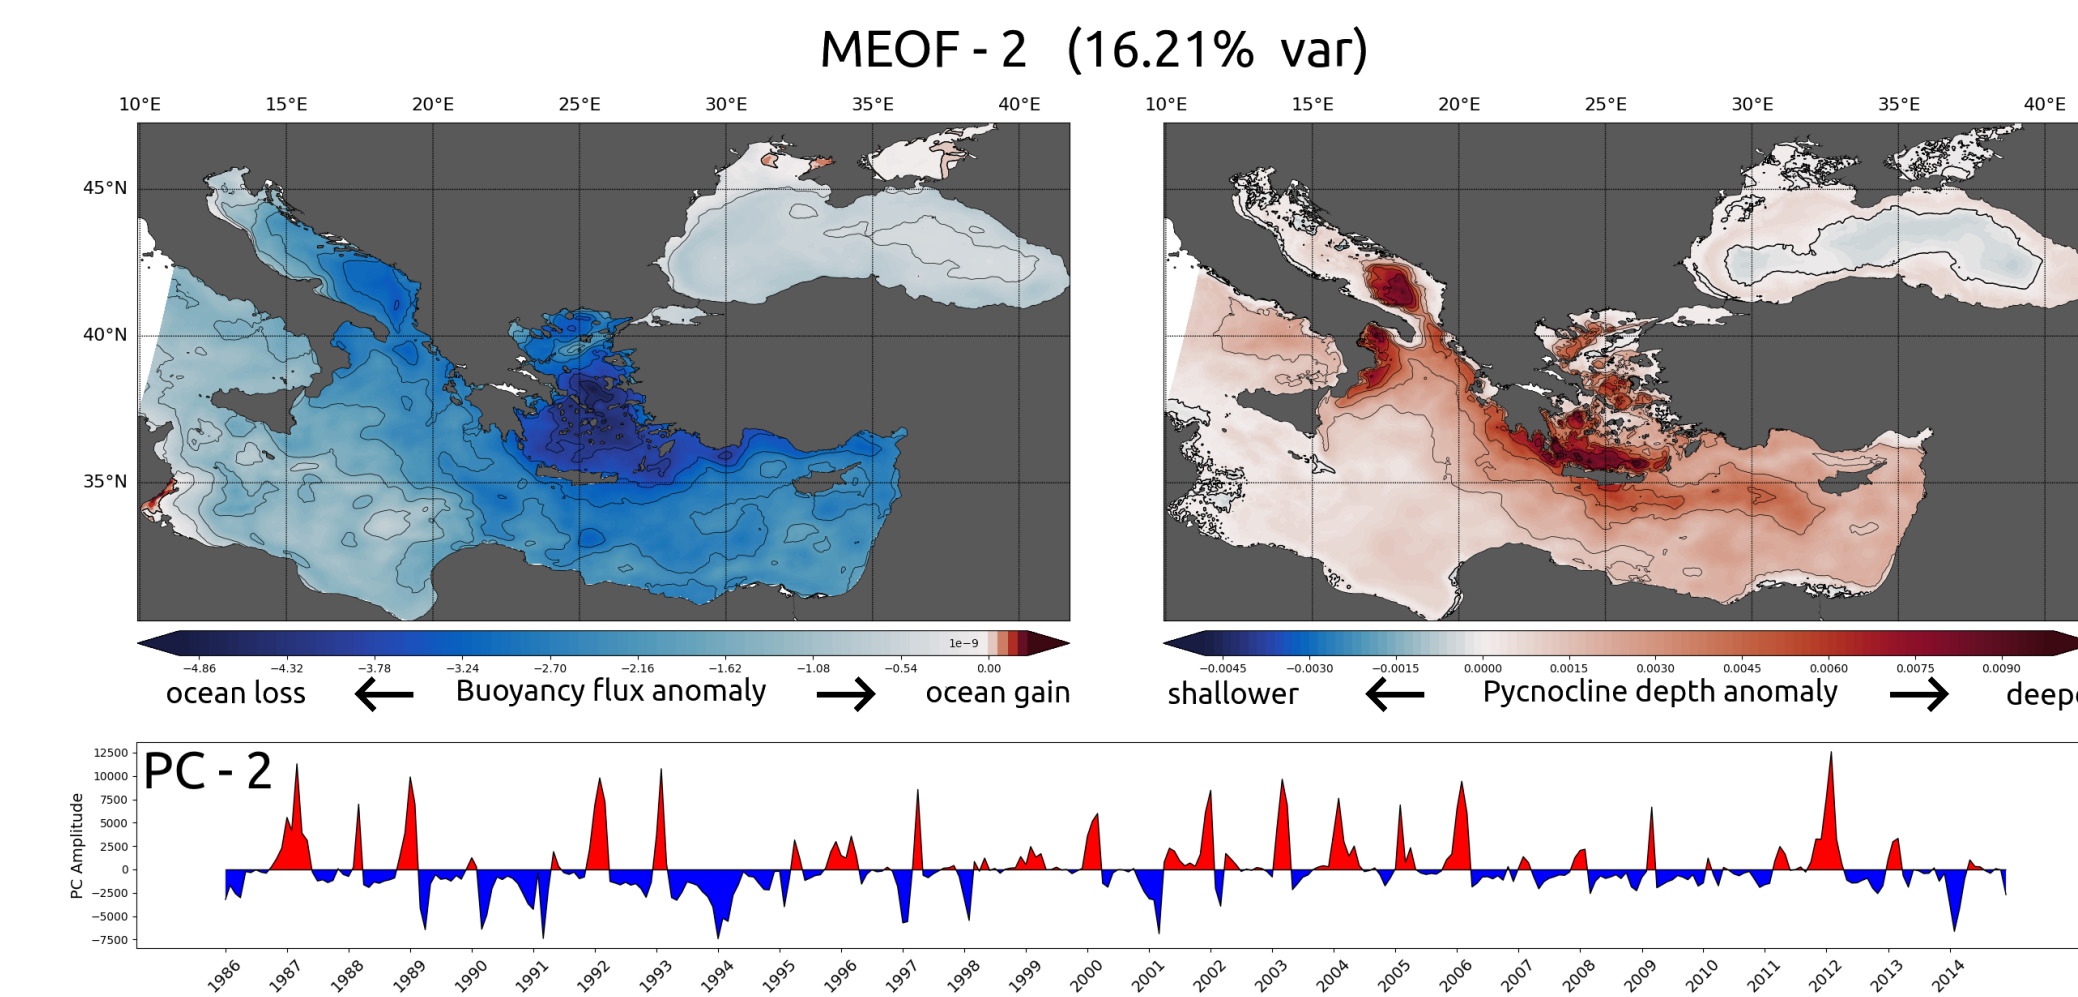 MEOF - 2 (16.21% var)
10°E 15°E 20°E 25°E 30°E 35°E 40°E
10°E 15°E 20°E 25°E 30°E 35°E 40°E
45°N
40°N
35°N
1e−9
−4.86 −4.32 −3.78 −3.24 −2.70 −2.16 −1.62 −1.08 −0.54 0.00
−0.0045 −0.0030 −0.0015 0.0000 0.0015 0.0030 0.0045 0.0060 0.0075 0.0090
ocean loss ← Buoyancy flux anomaly → ocean gain
shallower ← Pycnocline depth anomaly → deepe
PC - 2
PC Amplitude
12500
10000
7500
5000
2500
0
−2500
−5000
−7500
1986 1987 1988 1989 1990 1991 1992 1993 1994 1995 1996 1997 1998 1999 2000 2001 2002 2003 2004 2005 2006 2007 2008 2009 2010 2011 2012 2013 2014